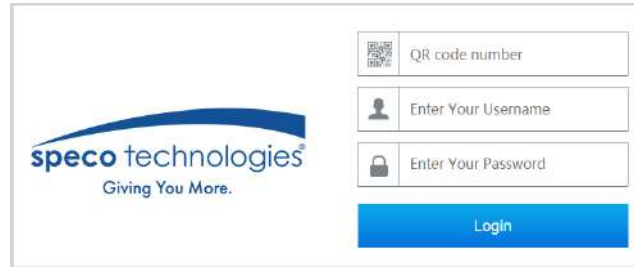 speco technologies®
Giving You More.
QR code number
Enter Your Username
Enter Your Password
Login